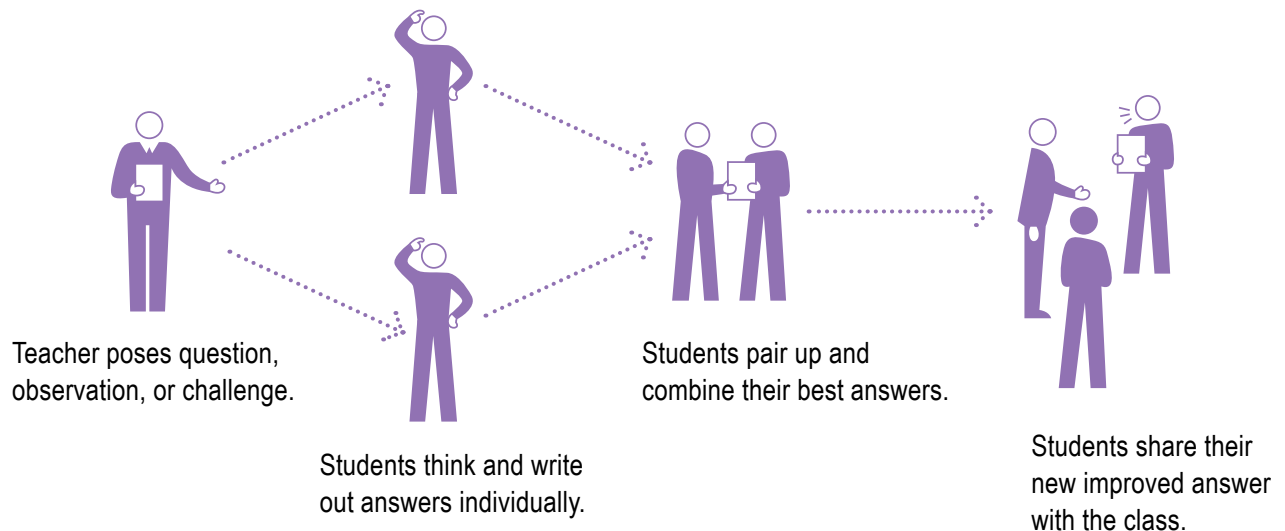 Teacher poses question,
observation, or challenge.
Students think and write
out answers individually.
Students pair up and
combine their best answers.
Students share their
new improved answer
with the class.